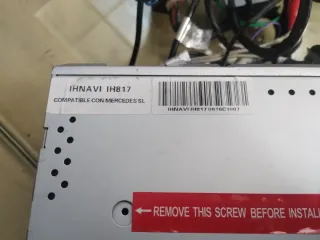 IHNAVI IH817
COMPATIBLE CON MERCEDES SL
REMOVE THIS SCREW BEFORE INSTAL